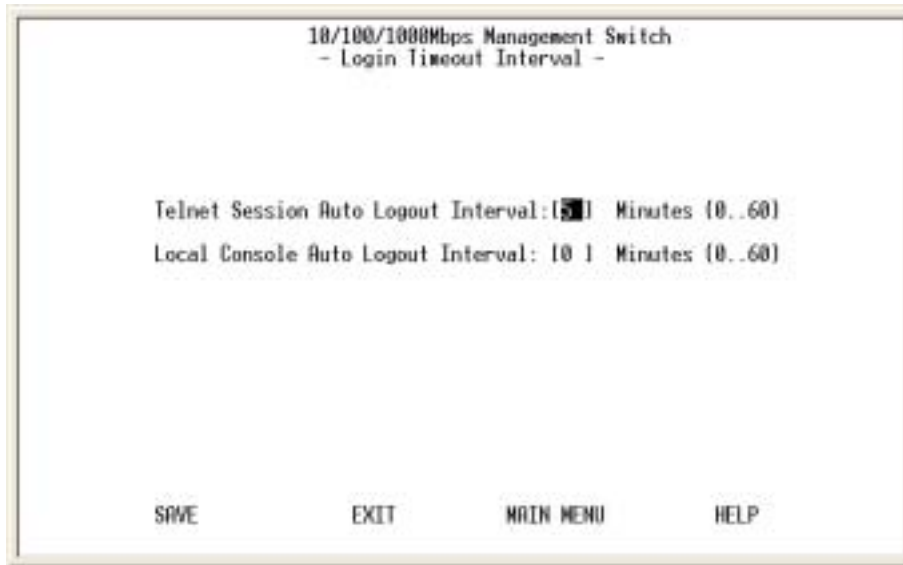 10/100/1000Mbps Management Switch
- Login Timeout Interval -
Telnet Session Auto Logout Interval:[5 ] Minutes (0..60)
Local Console Auto Logout Interval: [0 ] Minutes (0..60)
SAVE EXIT MAIN MENU HELP